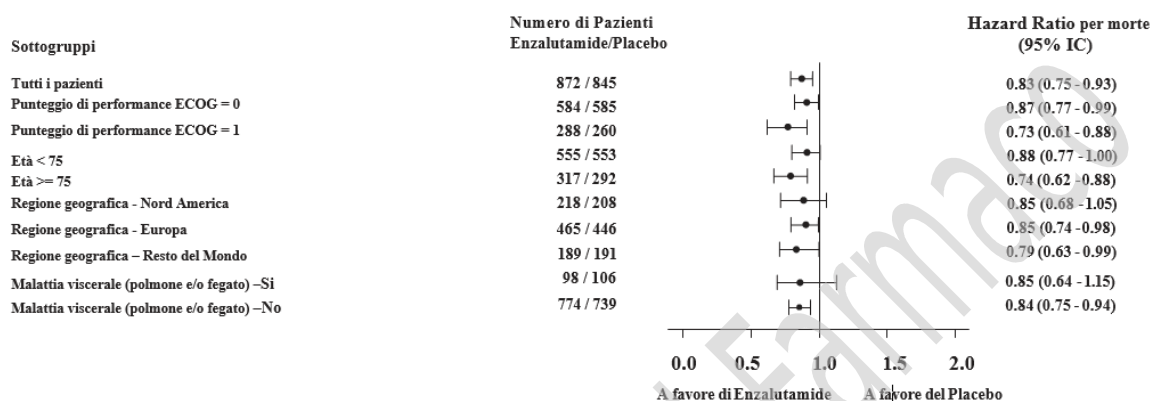 Sottogruppi
Numero di Pazienti
Enzalutamide/Placebo
Hazard Ratio per morte
(95% IC)
Tutti i pazienti 872 / 845 0.83 (0.75 - 0.93)
Punteggio di performance ECOG = 0 584 / 585 0.87 (0.77 - 0.99)
Punteggio di performance ECOG = 1 288 / 260 0.73 (0.61 - 0.88)
Età < 75 555 / 553 0.88 (0.77 - 1.00)
Età >= 75 317 / 292 0.74 (0.62 - 0.88)
Regione geografica - Nord America 218 / 208 0.85 (0.68 - 1.05)
Regione geografica - Europa 465 / 446 0.85 (0.74 - 0.98)
Regione geografica – Resto del Mondo 189 / 191 0.79 (0.63 - 0.99)
Malattia viscerale (polmone e/o fegato) –Si 98 / 106 0.85 (0.64 - 1.15)
Malattia viscerale (polmone e/o fegato) –No 774 / 739 0.84 (0.75 - 0.94)
0.0 0.5 1.0 1.5 2.0
A favore di Enzalutamide A favore del Placebo